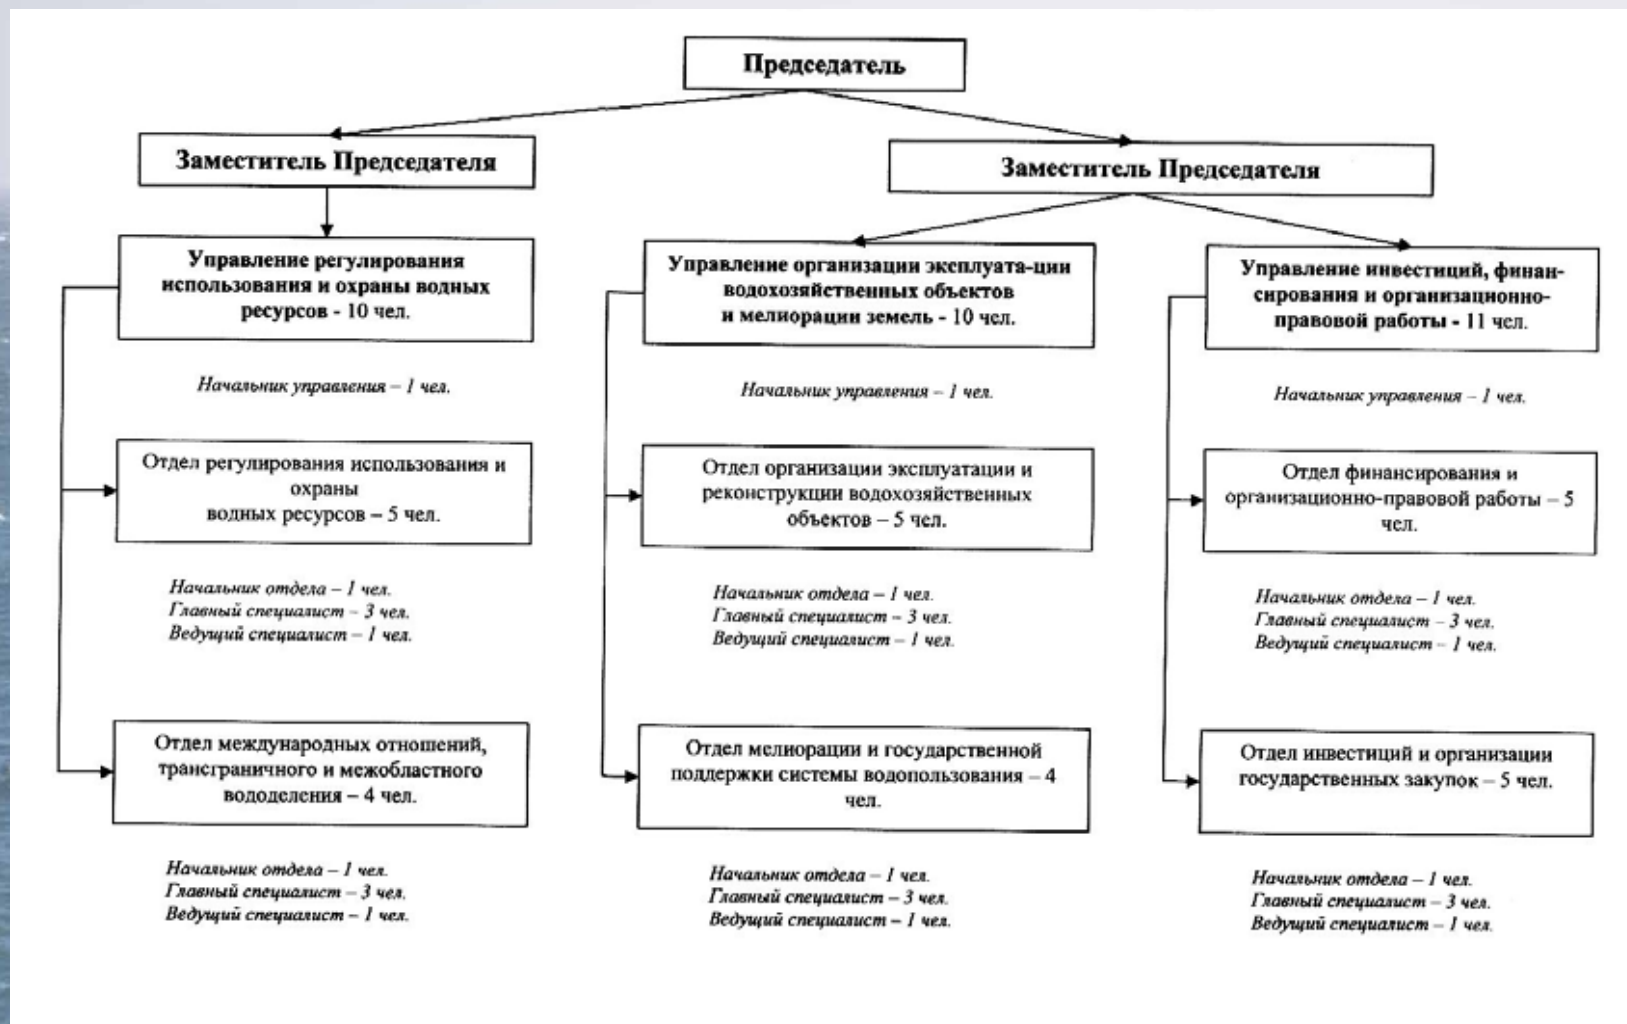 Председатель
Заместитель Председателя
Заместитель Председателя
Управление регулирования
использования и охраны водных
ресурсов - 10 чел.
Начальник управления – 1 чел.
Отдел регулирования использования и
охраны
водных ресурсов – 5 чел.
Начальник отдела – 1 чел.
Главный специалист – 3 чел.
Ведущий специалист – 1 чел.
Отдел международных отношений,
трансграничного и межобластного
вододеления – 4 чел.
Начальник отдела – 1 чел.
Главный специалист – 3 чел.
Ведущий специалист – 1 чел.
Управление организации эксплуата-ции
водохозяйственных объектов
и мелиорации земель - 10 чел.
Начальник управления – 1 чел.
Отдел организации эксплуатации и
реконструкции водохозяйственных
объектов – 5 чел.
Начальник отдела – 1 чел.
Главный специалист – 3 чел.
Ведущий специалист – 1 чел.
Отдел мелиорации и государственной
поддержки системы водопользования – 4
чел.
Начальник отдела – 1 чел.
Главный специалист – 3 чел.
Ведущий специалист – 1 чел.
Управление инвестиций, финан-
сирования и организационно-
правовой работы - 11 чел.
Начальник управления – 1 чел.
Отдел финансирования и
организационно-правовой работы – 5
чел.
Начальник отдела – 1 чел.
Главный специалист – 3 чел.
Ведущий специалист – 1 чел.
Отдел инвестиций и организации
государственных закупок – 5 чел.
Начальник отдела – 1 чел.
Главный специалист – 3 чел.
Ведущий специалист – 1 чел.